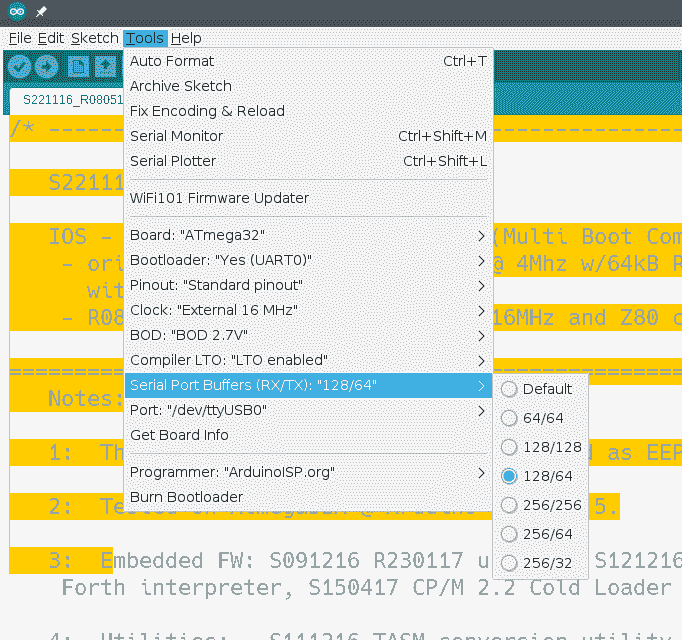 File Edit Sketch Tools Help
S221116_R08051
Auto Format Ctrl+T
Archive Sketch
Fix Encoding & Reload
Serial Monitor Ctrl+Shift+M
Serial Plotter Ctrl+Shift+L
WiFi101 Firmware Updater
Board: "ATmega32"
Bootloader: "Yes (UART0)"
Pinout: "Standard pinout"
Clock: "External 16 MHz"
BOD: "BOD 2.7V"
Compiler LTO: "LTO enabled"
Serial Port Buffers (RX/TX): "128/64"
Port: "/dev/ttyUSB0"
Get Board Info
Programmer: "ArduinoISP.org"
Burn Bootloader
Default
64/64
128/128
128/64
256/256
256/64
256/32
/* ---
S22111
IOS - (Multi Boot Com
- ori @ 4Mhz w/64kB R
wit
- R08 16MHz and Z80 c
Notes:
1: Th d as EEP
2: 5.
3: Embedded FW: S091216 R230117 u S121216
Forth interpreter, S150417 CP/M 2.2 Cold Loader
4: Utilities: S111216 TASM conversion utility